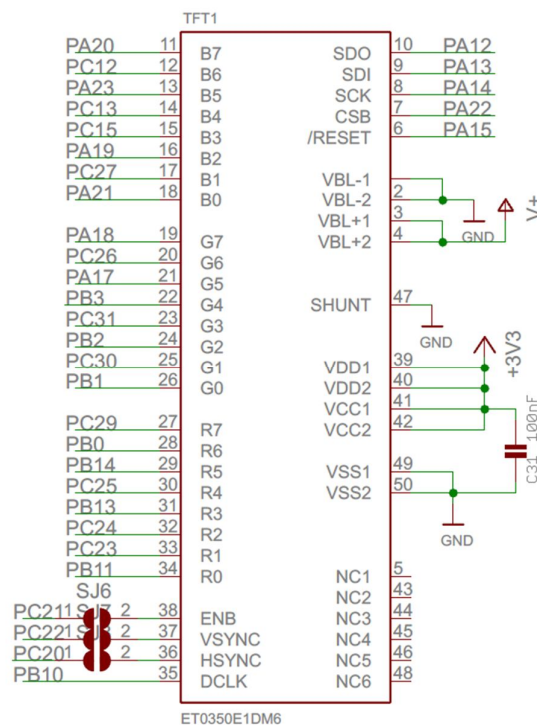 TFT1
PA20 11 B7 SDO 10 PA12
PC12 12 B6 SDI 9 PA13
PA23 13 B5 SCK 8 PA14
PC13 14 B4 CSB 7 PA22
PC15 15 B3 /RESET 6 PA15
PA19 16 B2
PC27 17 B1 VBL-1 1
PA21 18 B0 VBL-2 2
VBL+1 3 GND V+
PA18 19 G7 VBL+2 4
PC26 20 G6
PA17 21 G5
PB3 22 G4 SHUNT 47
PC31 23 G3 GND
PB2 24 G2 +3V3
PC30 25 G1 VDD1 39
PB1 26 G0 VDD2 40
VCC1 41
PC29 27 R7 VCC2 42
PB0 28 R6 C31 100nF
PB14 29 R5 VSS1 49
PC25 30 R4 VSS2 50
PB13 31 R3
PC24 32 R2 GND
PC23 33 R1
PB11 34 R0 NC1 5
SJ6 NC2 43
PC21 1 2 38 ENB NC3 44
SJ7
PC22 1 2 37 VSYNC NC4 45
PC20 1 2 36 HSYNC NC5 46
PB10 35 DCLK NC6 48
ET0350E1DM6